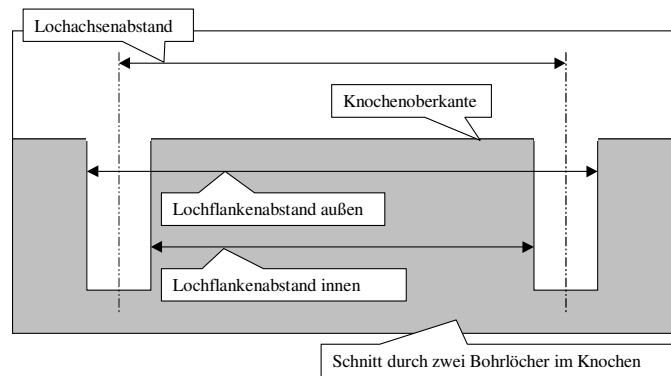 Lochachsenabstand
Knochenoberkante
Lochflankenabstand außen
Lochflankenabstand innen
Schnitt durch zwei Bohrlöcher im Knochen